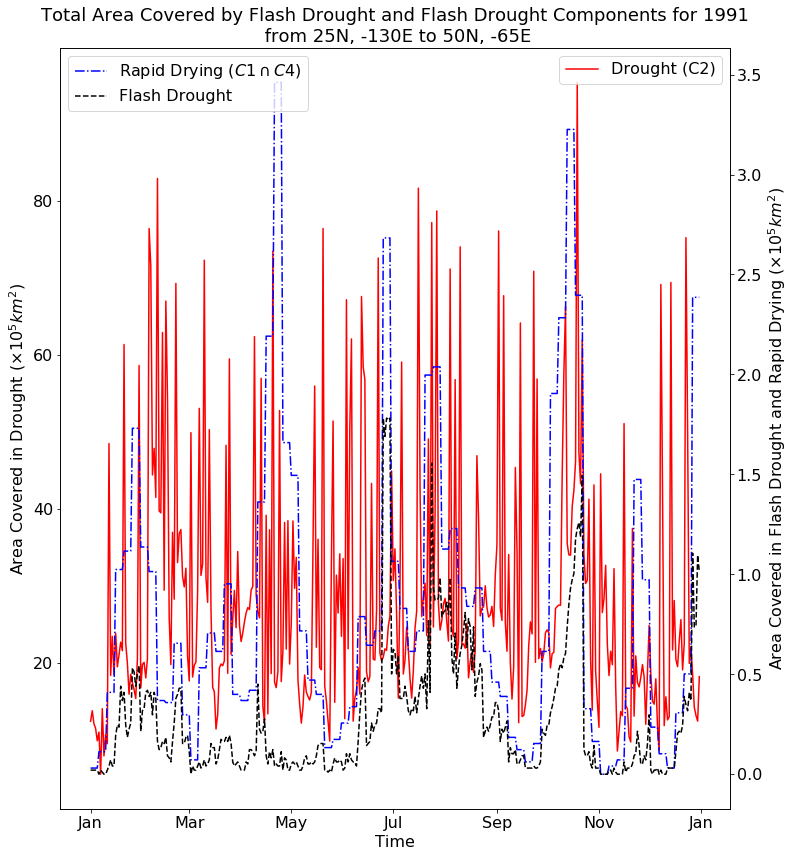 Total Area Covered by Flash Drought and Flash Drought Components for 1991
from 25N, -130E to 50N, -65E
Rapid Drying (C1 ∩ C4)
Flash Drought
Drought (C2)
Area Covered in Drought (×10⁵km²)
80
60
40
20
3.5
3.0
2.5
2.0
1.5
1.0
0.5
0.0
Area Covered in Flash Drought and Rapid Drying (×10⁵km²)
Jan Mar May Jul Sep Nov Jan
Time